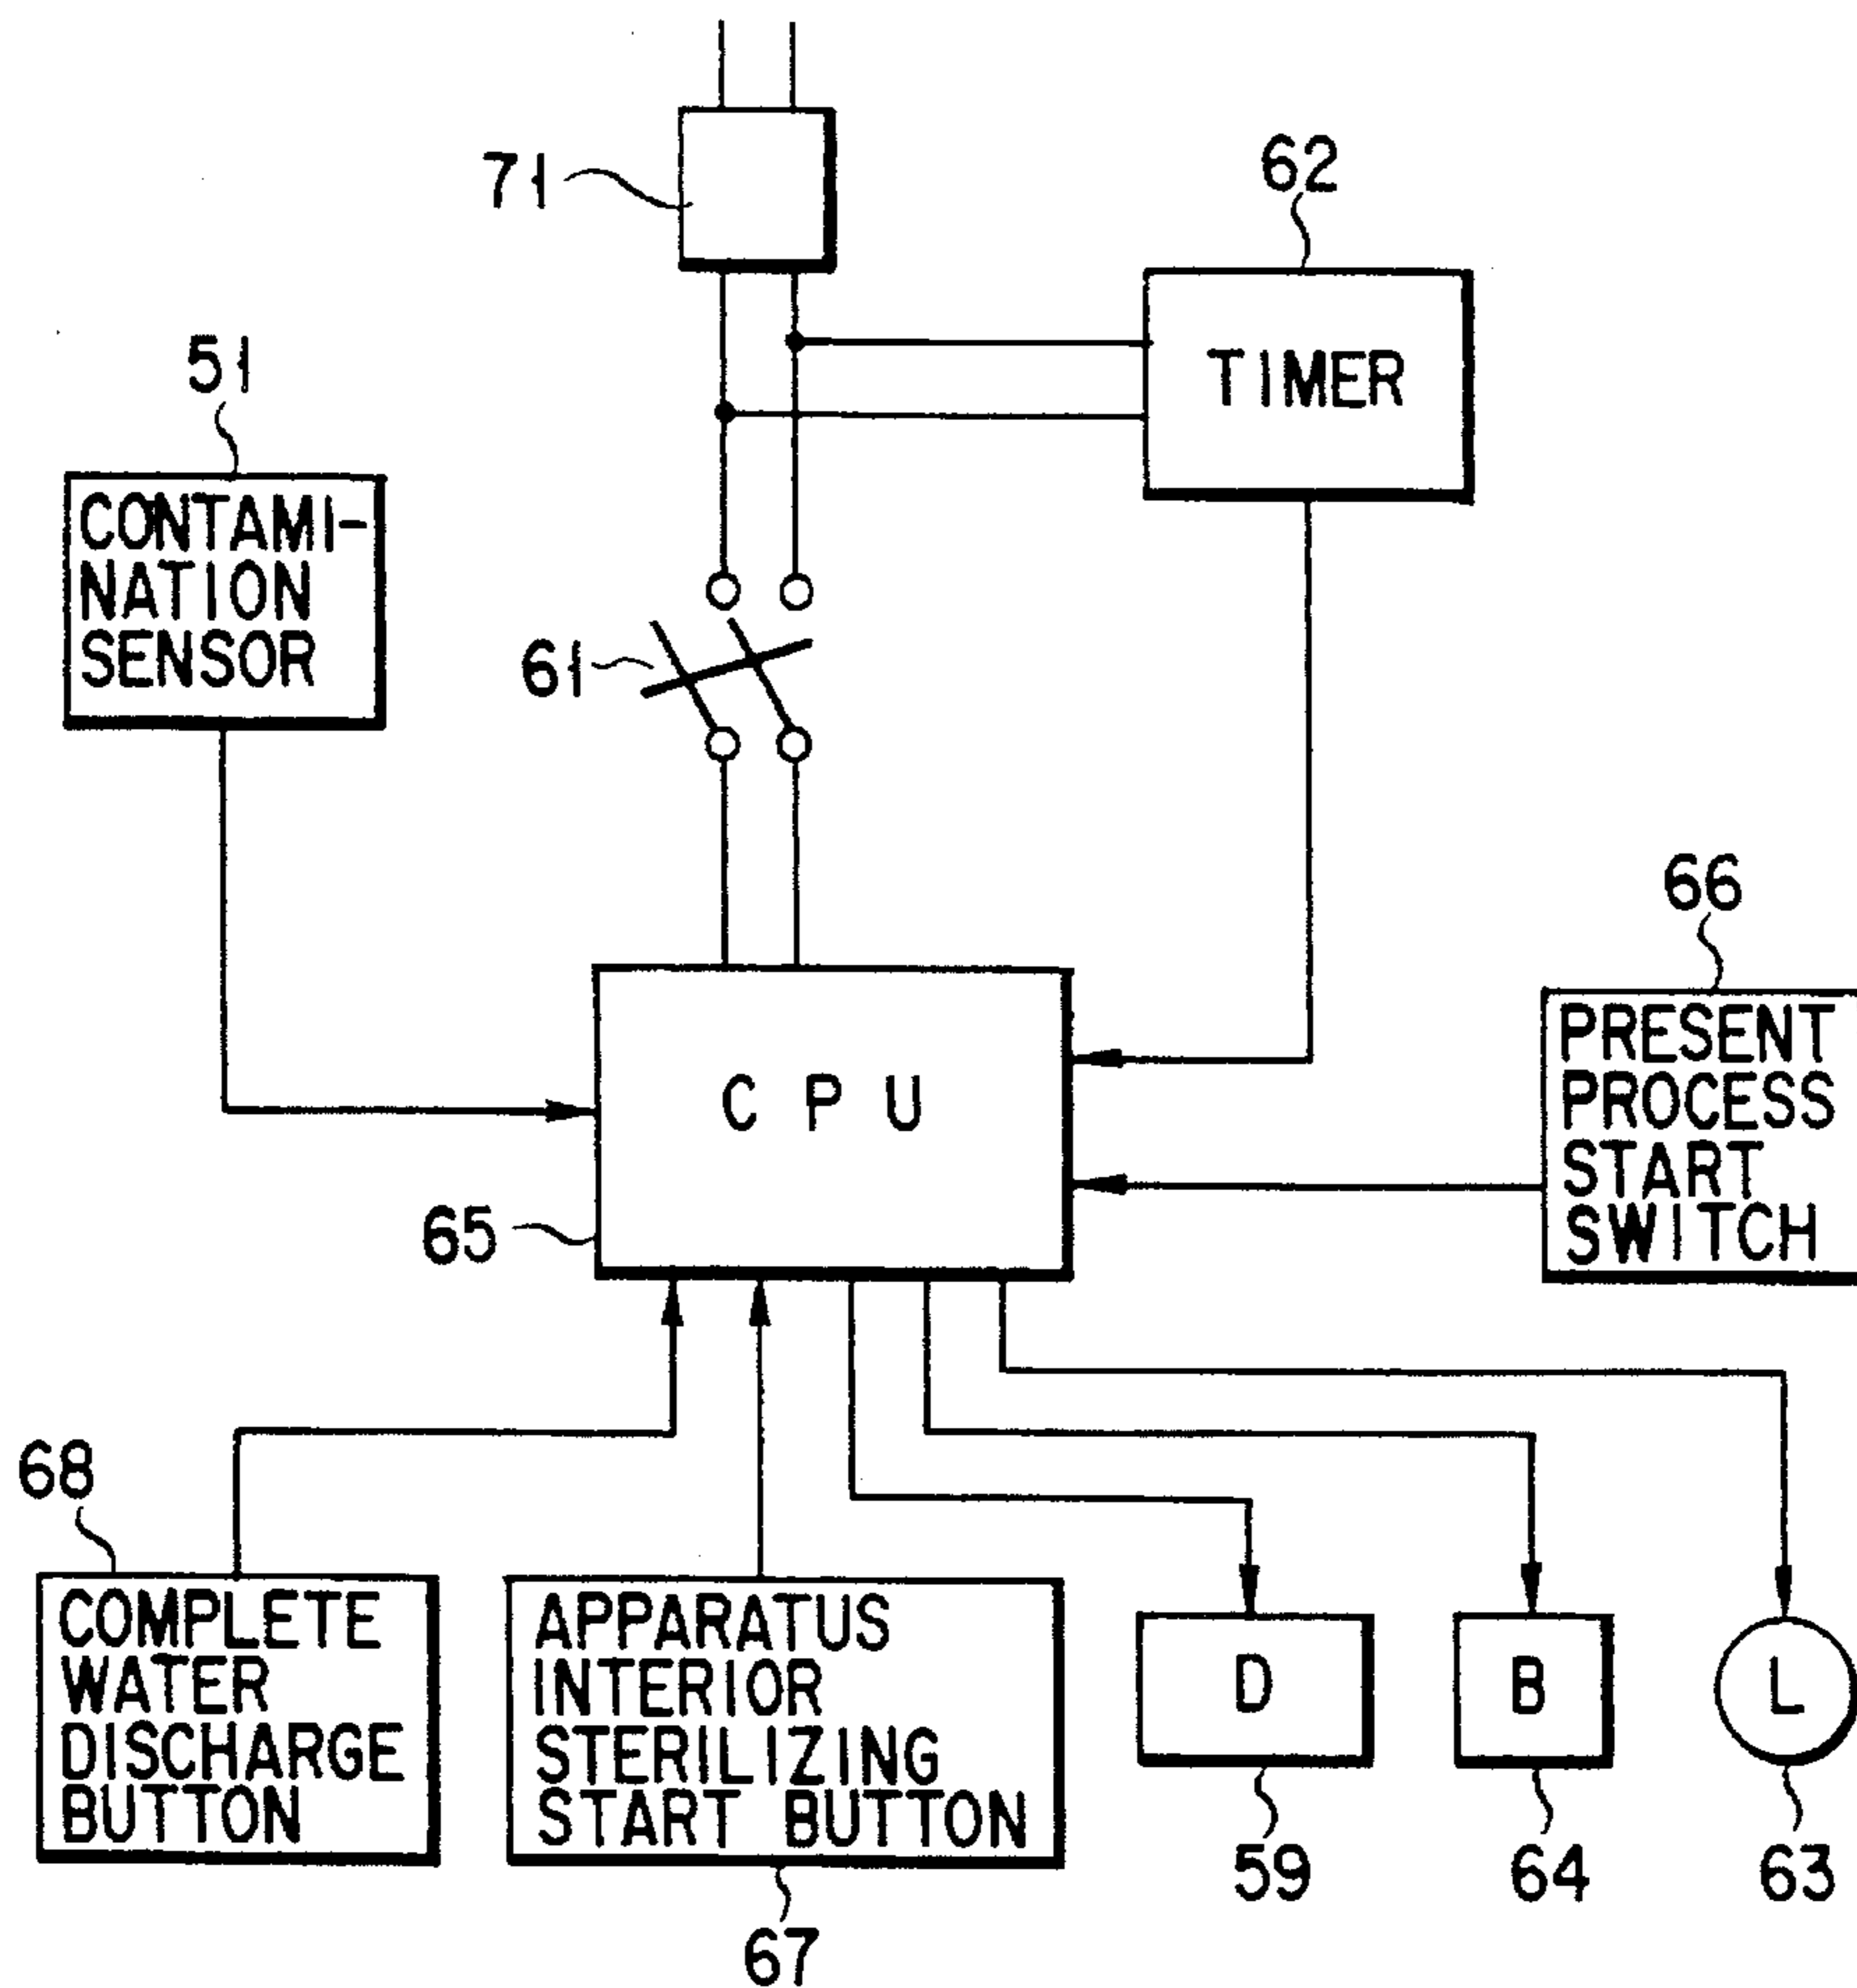 71
62
TIMER
51
CONTAMI-
NATION
SENSOR
61
66
PRESENT
PROCESS
START
SWITCH
CPU
65
68
COMPLETE
WATER
DISCHARGE
BUTTON
APPARATUS
INTERIOR
STERILIZING
START BUTTON
67
D
59
B
64
L
63